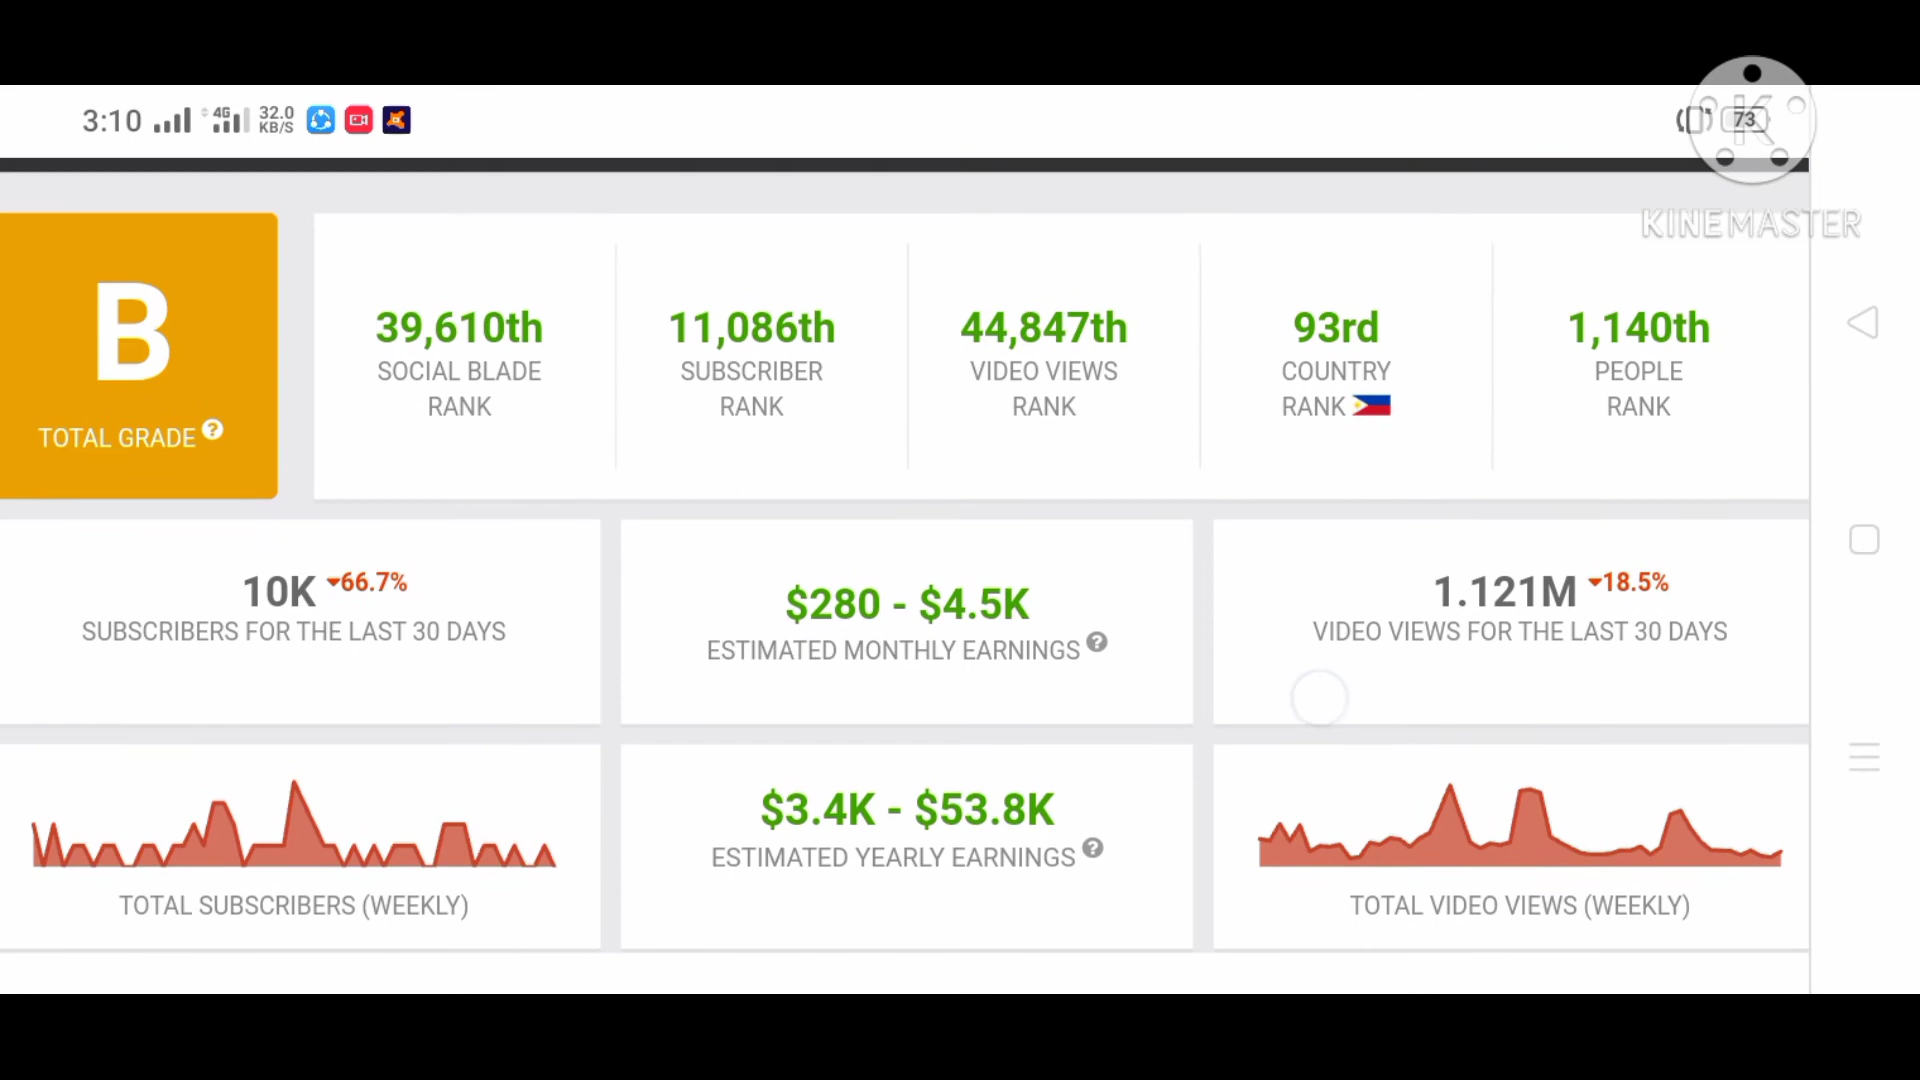 3:10 4G 32.0 KB/S 73
K
KINEMASTER
B
TOTAL GRADE ?
39,610th
SOCIAL BLADE
RANK
11,086th
SUBSCRIBER
RANK
44,847th
VIDEO VIEWS
RANK
93rd
COUNTRY
RANK
1,140th
PEOPLE
RANK
10K 66.7%
SUBSCRIBERS FOR THE LAST 30 DAYS
$280 - $4.5K
ESTIMATED MONTHLY EARNINGS ?
1.121M 18.5%
VIDEO VIEWS FOR THE LAST 30 DAYS
TOTAL SUBSCRIBERS (WEEKLY)
$3.4K - $53.8K
ESTIMATED YEARLY EARNINGS ?
TOTAL VIDEO VIEWS (WEEKLY)